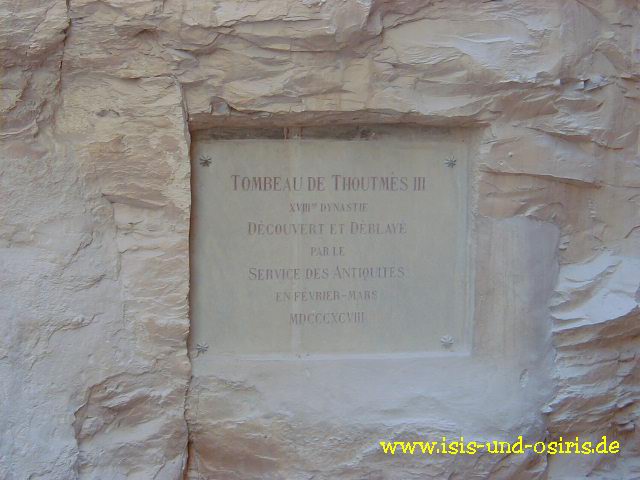 TOMBEAU DE THOUTMÈS III
XVIIIᴹᴱ DYNASTIE
DÉCOUVERT ET DÉBLAYÉ
PAR LE
SERVICE DES ANTIQUITÉS
EN FÉVRIER-MARS
MDCCCXCVIII
www.isis-und-osiris.de